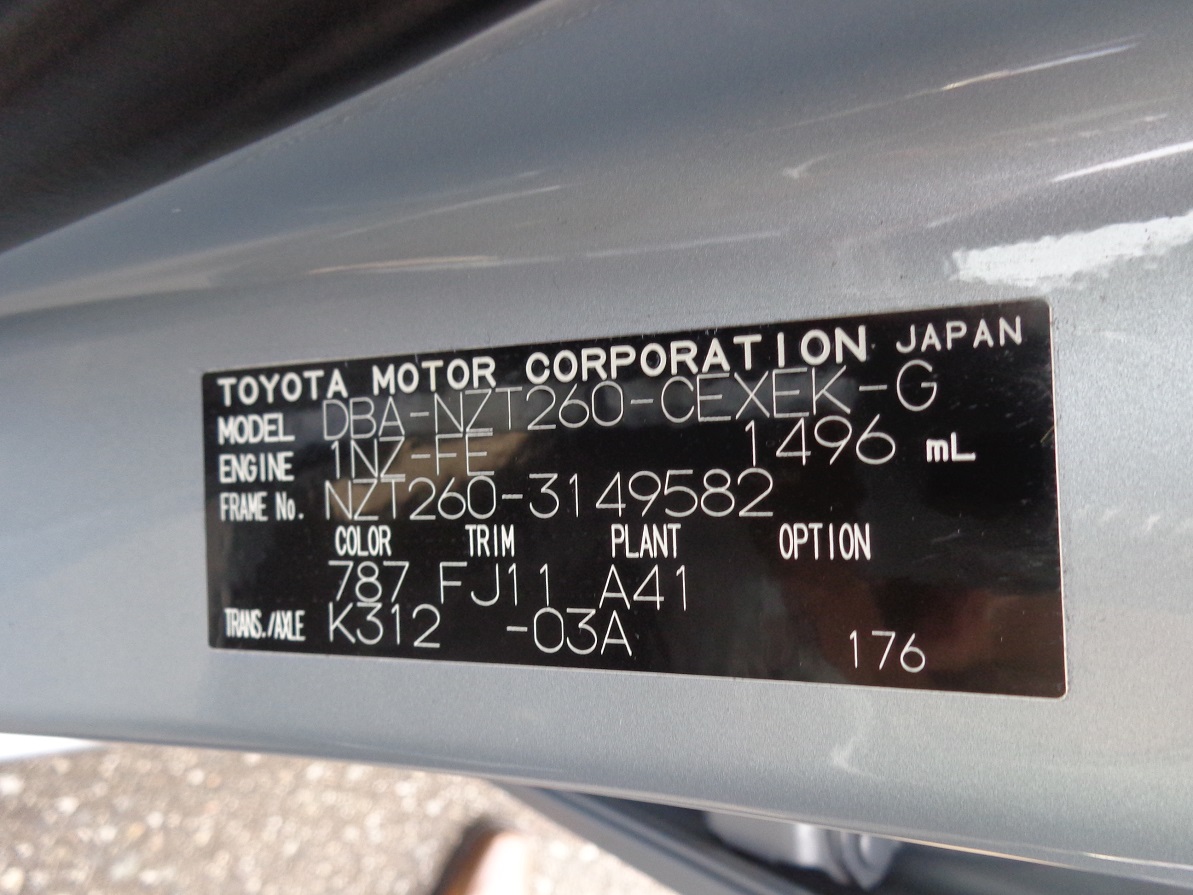 TOYOTA MOTOR CORPORATION JAPAN
MODEL DBA-NZT260-CEXEK-G
ENGINE 1NZ-FE 1496 mL
FRAME No. NZT260-3149582
COLOR TRIM PLANT OPTION
787 FJ11 A41
TRANS./AXLE K312 -03A 176